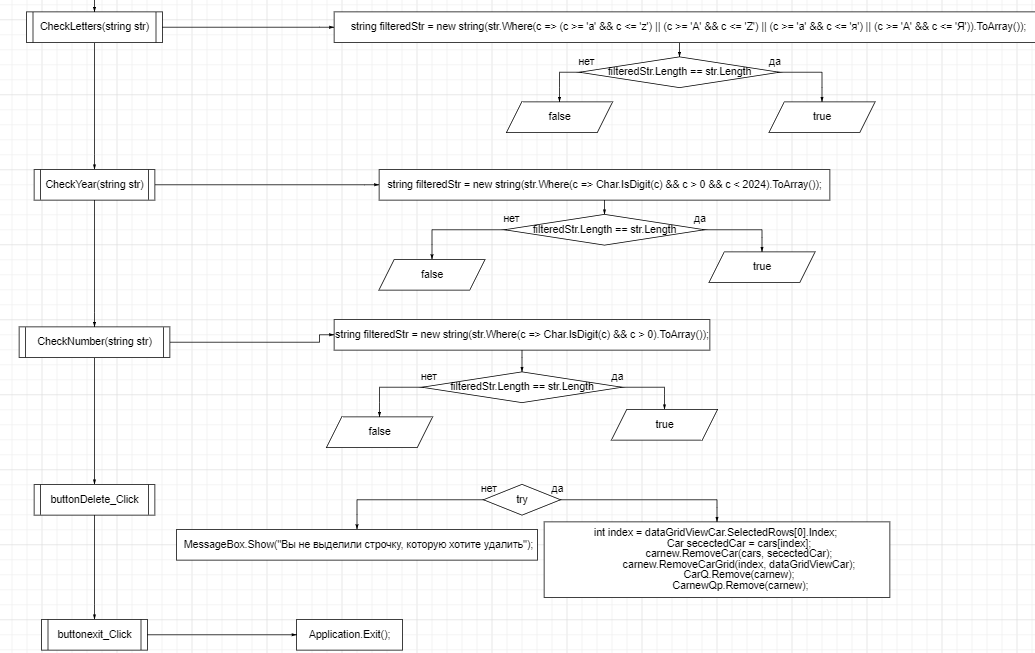 CheckLetters(string str)
string filteredStr = new string(str.Where(c => (c >= 'a' && c <= 'z') || (c >= 'A' && c <= 'Z') || (c >= 'а' && c <= 'я') || (c >= 'А' && c <= 'Я')).ToArray());
filteredStr.Length == str.Length
нет
да
false
true
CheckYear(string str)
string filteredStr = new string(str.Where(c => Char.IsDigit(c) && c > 0 && c < 2024).ToArray());
нет
да
filteredStr.Length == str.Length
false
true
CheckNumber(string str)
string filteredStr = new string(str.Where(c => Char.IsDigit(c) && c > 0).ToArray());
нет
да
filteredStr.Length == str.Length
false
true
buttonDelete_Click
нет
try
да
MessageBox.Show("Вы не выделили строчку, которую хотите удалить");
int index = dataGridViewCar.SelectedRows[0].Index;
Car secectedCar = cars[index];
carnew.RemoveCar(cars, secectedCar);
carnew.RemoveCarGrid(index, dataGridViewCar);
CarQ.Remove(carnew);
CarnewQp.Remove(carnew);
buttonexit_Click
Application.Exit();